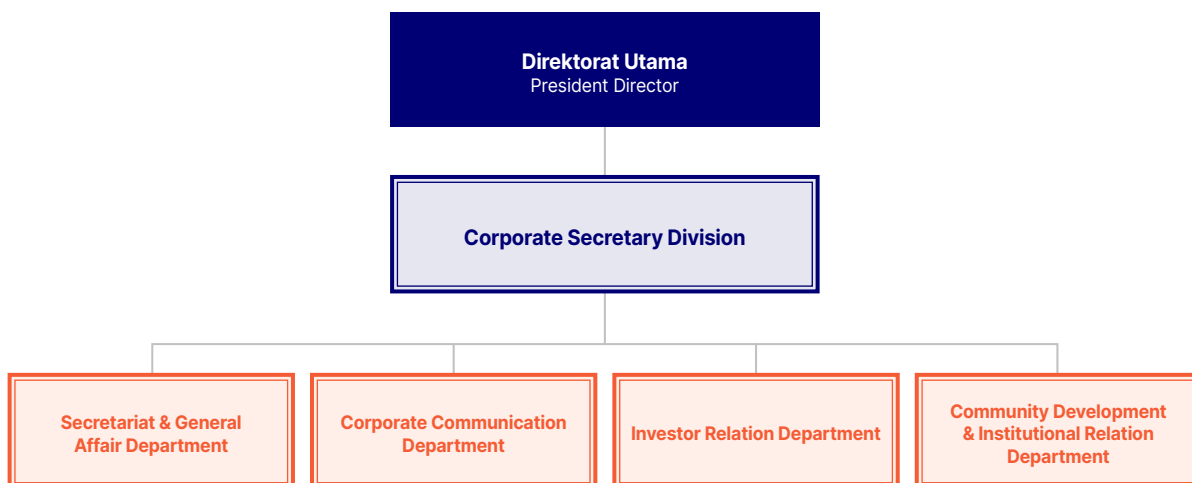 Direktorat Utama
President Director
Corporate Secretary Division
Secretariat & General
Affair Department
Corporate Communication
Department
Investor Relation Department
Community Development
& Institutional Relation
Department